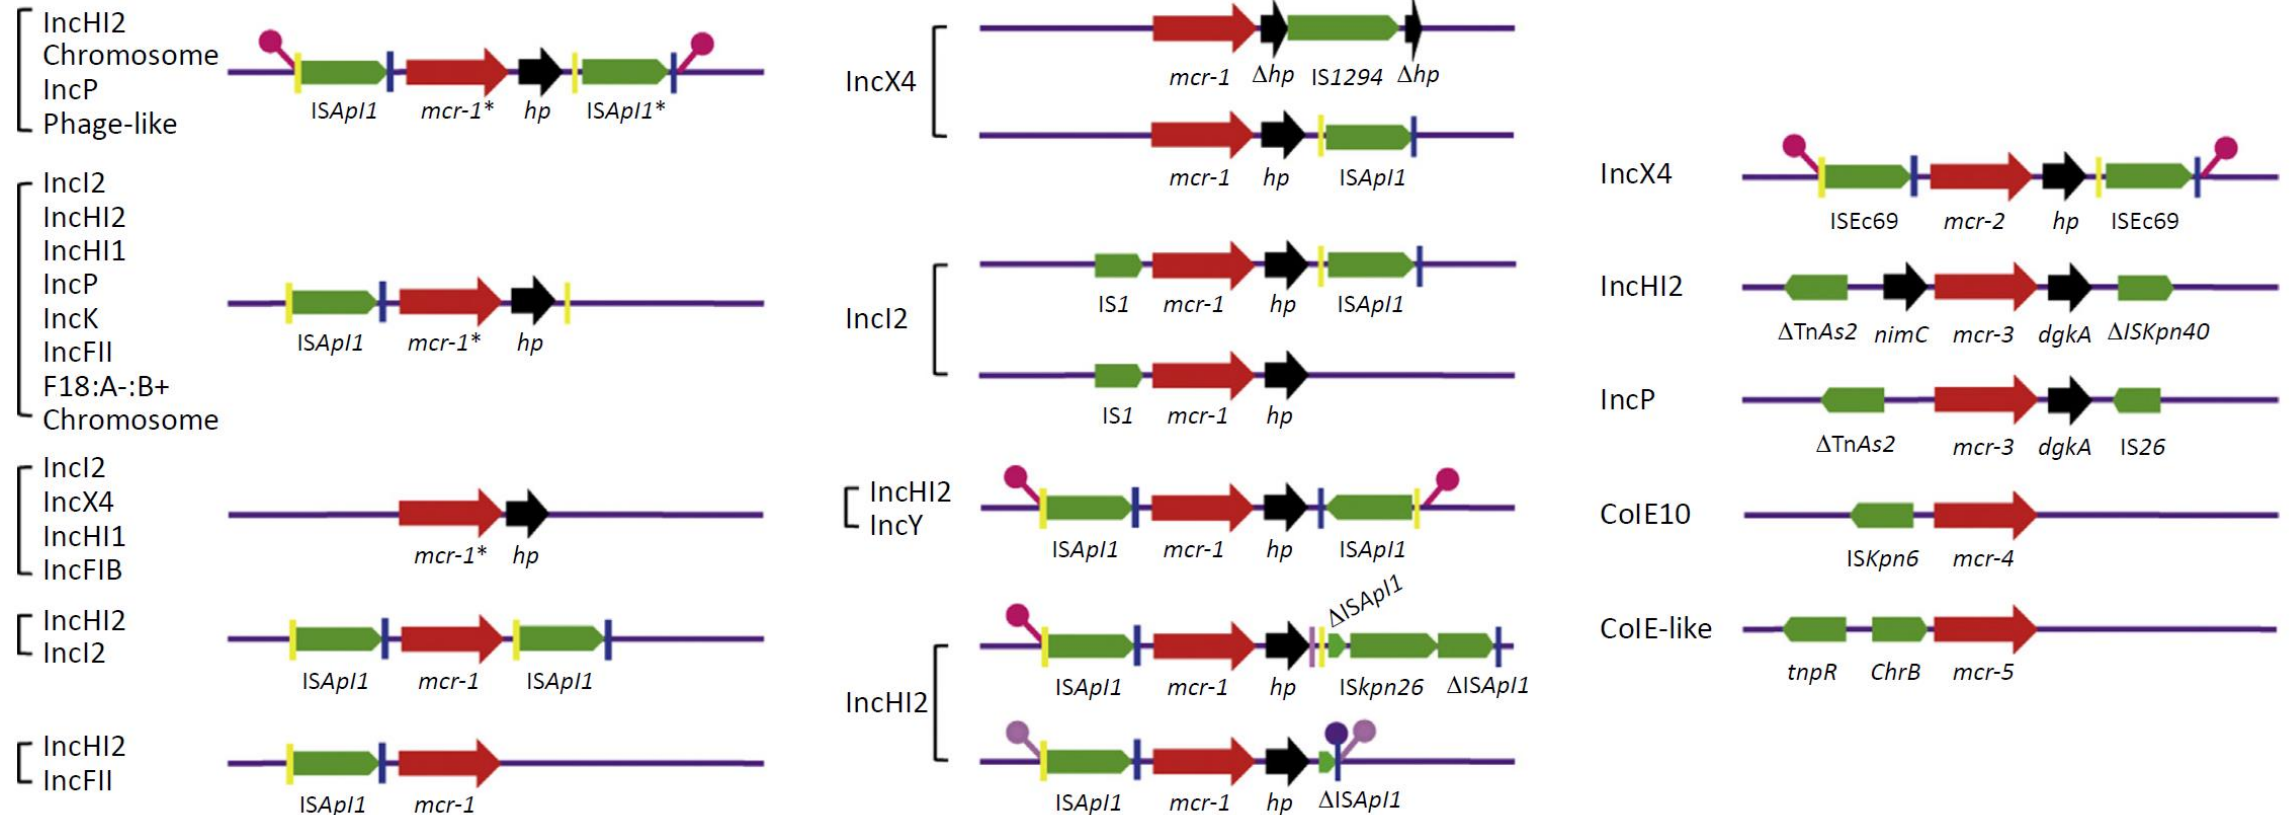 IncHI2
Chromosome
IncP
Phage-like
ISApl1 mcr-1* hp ISApl1*
IncI2
IncHI2
IncHI1
IncP
IncK
IncFII
F18:A-:B+
Chromosome
ISApl1 mcr-1* hp
IncI2
IncX4
IncHI1
IncFIB
mcr-1* hp
IncHI2
IncI2
ISApl1 mcr-1 ISApl1
IncHI2
IncFII
ISApl1 mcr-1
IncX4
mcr-1 Δhp IS1294 Δhp
mcr-1 hp ISApl1
IncI2
IS1 mcr-1 hp ISApl1
IS1 mcr-1 hp
IncHI2
IncY
ISApl1 mcr-1 hp ISApl1
IncHI2
ΔISApl1
ISApl1 mcr-1 hp ISkpn26 ΔISApl1
ISApl1 mcr-1 hp ΔISApl1
IncX4
ISEc69 mcr-2 hp ISEc69
IncHI2
ΔTnAs2 nimC mcr-3 dgkA ΔISKpn40
IncP
ΔTnAs2 mcr-3 dgkA IS26
ColE10
ISKpn6 mcr-4
ColE-like
tnpR ChrB mcr-5